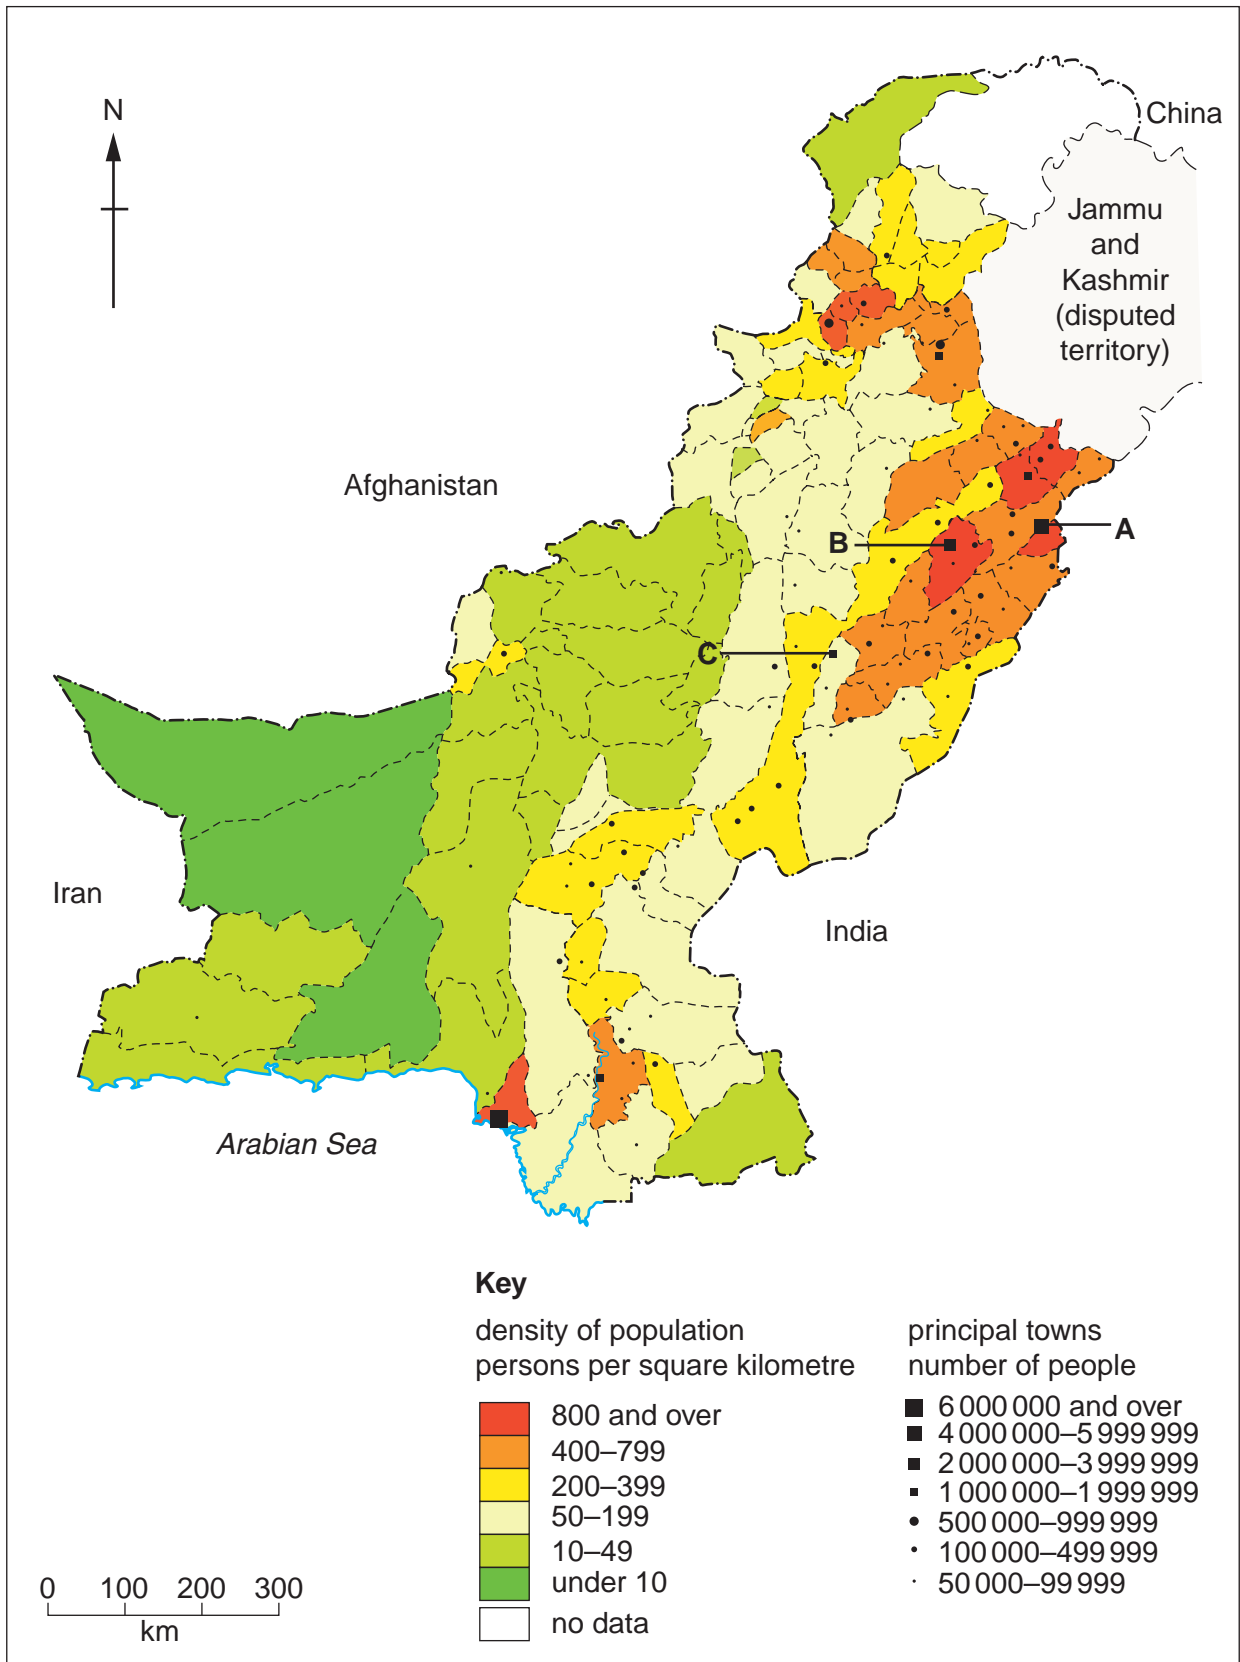 N
China
Jammu
and
Kashmir
(disputed
territory)
Afghanistan
A
B
C
Iran
India
Arabian Sea
Key
density of population
persons per square kilometre
800 and over
400–799
200–399
50–199
10–49
under 10
no data
principal towns
number of people
6 000 000 and over
4 000 000–5 999 999
2 000 000–3 999 999
1 000 000–1 999 999
500 000–999 999
100 000–499 999
50 000–99 999
0 100 200 300
km